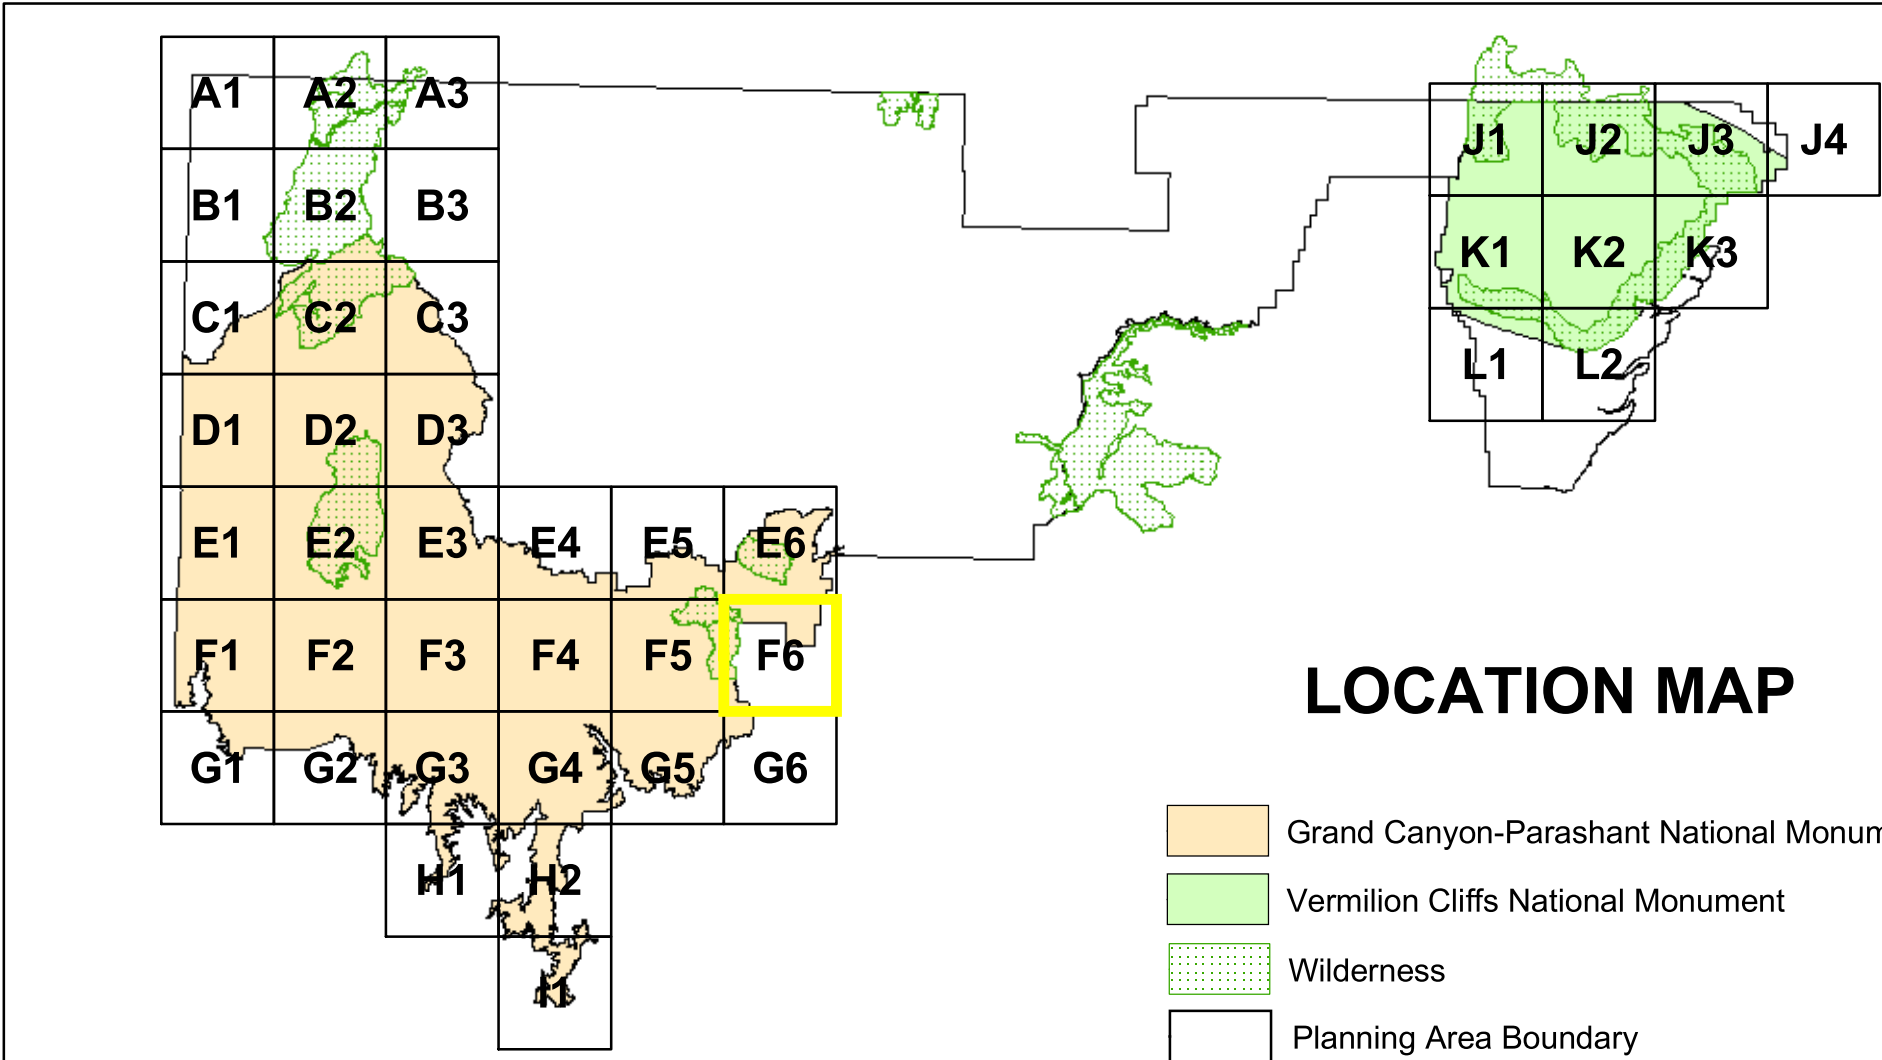 A1 A2 A3
J1 J2 J3 J4
B1 B2 B3
K1 K2 K3
C1 C2 C3
L1 L2
D1 D2 D3
E1 E2 E3 E4 E5 E6
F1 F2 F3 F4 F5 F6
LOCATION MAP
G1 G2 G3 G4 G5 G6
Grand Canyon-Parashant National Monum
H1 H2
Vermilion Cliffs National Monument
Wilderness
I1
Planning Area Boundary